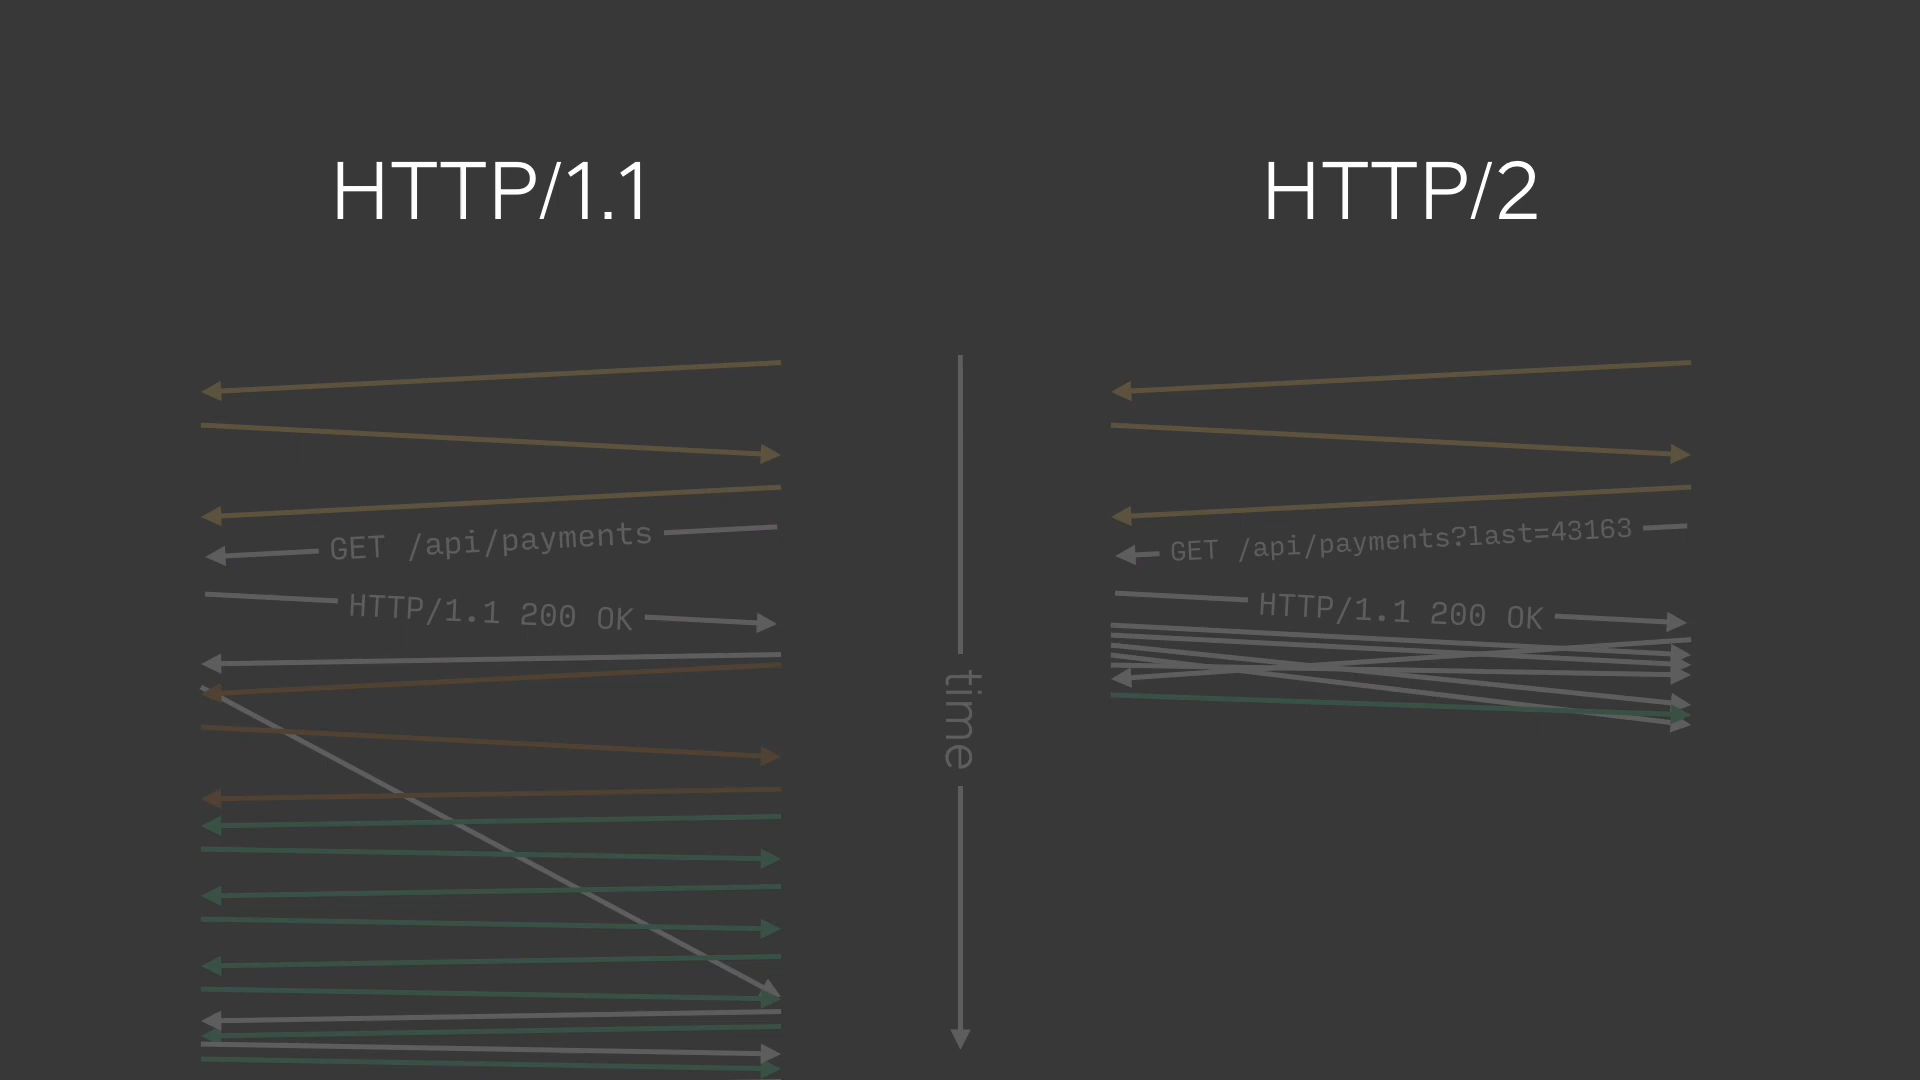 HTTP/1.1
HTTP/2
GET /api/payments
HTTP/1.1 200 OK
time
GET /api/payments?last=43163
HTTP/1.1 200 OK